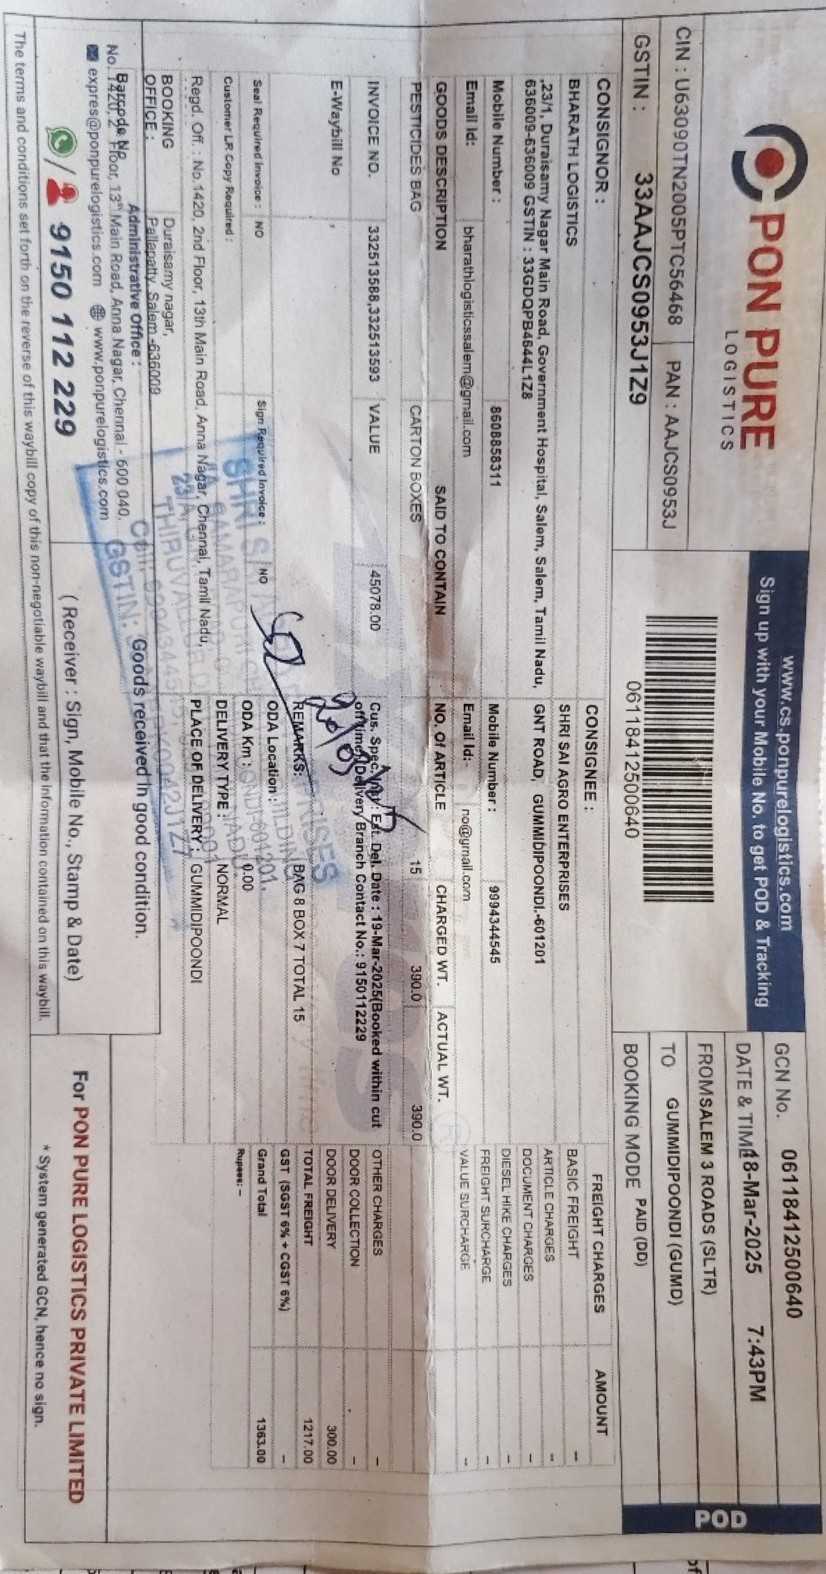 PON PURE
LOGISTICS
CIN : U63090TN2005PTC56468 PAN : AAJCS0953J
GSTIN : 33AAJCS0953J1Z9
www.cs.ponpurelogistics.com
Sign up with your Mobile No. to get POD & Tracking
06118412500640
GCN No. 06118412500640
DATE & TIME 18-Mar-2025 7:43PM
FROM SALEM 3 ROADS (SLTR)
TO GUMMIDIPOONDI (GUMD)
BOOKING MODE PAID (DD)
POD
CONSIGNOR :
BHARATH LOGISTICS
,23/1, Duraisamy Nagar Main Road, Government Hospital, Salem, Salem, Tamil Nadu,
636009-636009 GSTIN : 33GDQPB4644L1Z8
Mobile Number : 8608858311
Email Id: bharathlogisticssalem@gmail.com
CONSIGNEE :
SHRI SAI AGRO ENTERPRISES
GNT ROAD, GUMMIDIPOONDI,-601201
Mobile Number : 9994344545
Email Id:- no@gmail.com
GOODS DESCRIPTION SAID TO CONTAIN NO. Of ARTICLE CHARGED WT. ACTUAL WT.
PESTICIDES BAG CARTON BOXES 15 390.0 390.0
INVOICE NO. 332513588,332513593 VALUE 45078.00
E-Waybill No
Cus. Spec. Est. Del. Date : 19-Mar-2025(Booked within cut
off time) Delivery Branch Contact No.: 9150112229
REMARKS: BAG 8 BOX 7 TOTAL 15
Seal Required Invoice : NO Sign Required Invoice : NO
ODA Location :
Customer LR Copy Required :
ODA Km : 0.00
DELIVERY TYPE : NORMAL
Regd. Off. : No.1420, 2nd Floor, 13th Main Road, Anna Nagar, Chennai, Tamil Nadu,
PLACE OF DELIVERY : GUMMIDIPOONDI
FREIGHT CHARGES AMOUNT
BASIC FREIGHT --
ARTICLE CHARGES --
DOCUMENT CHARGES --
DIESEL HIKE CHARGES --
FREIGHT SURCHARGE --
VALUE SURCHARGE --
OTHER CHARGES --
DOOR COLLECTION --
DOOR DELIVERY 300.00
TOTAL FREIGHT 1217.00
GST (SGST 6% + CGST 6%) --
Grand Total 1363.00
Rupees: --
BOOKING OFFICE : Duraisamy nagar,
Pallapatty, Salem -636009
Administrative Office :
Barcode No
No. 1420, 2nd Floor, 13th Main Road, Anna Nagar, Chennai - 600 040.
expres@ponpurelogistics.com www.ponpurelogistics.com
9150 112 229
GSTIN:
Goods received in good condition.
( Receiver : Sign, Mobile No., Stamp & Date)
For PON PURE LOGISTICS PRIVATE LIMITED
The terms and conditions set forth on the reverse of this waybill copy of this non-negotiable waybill and that the information contained on this waybill.
* System generated GCN, hence no sign.